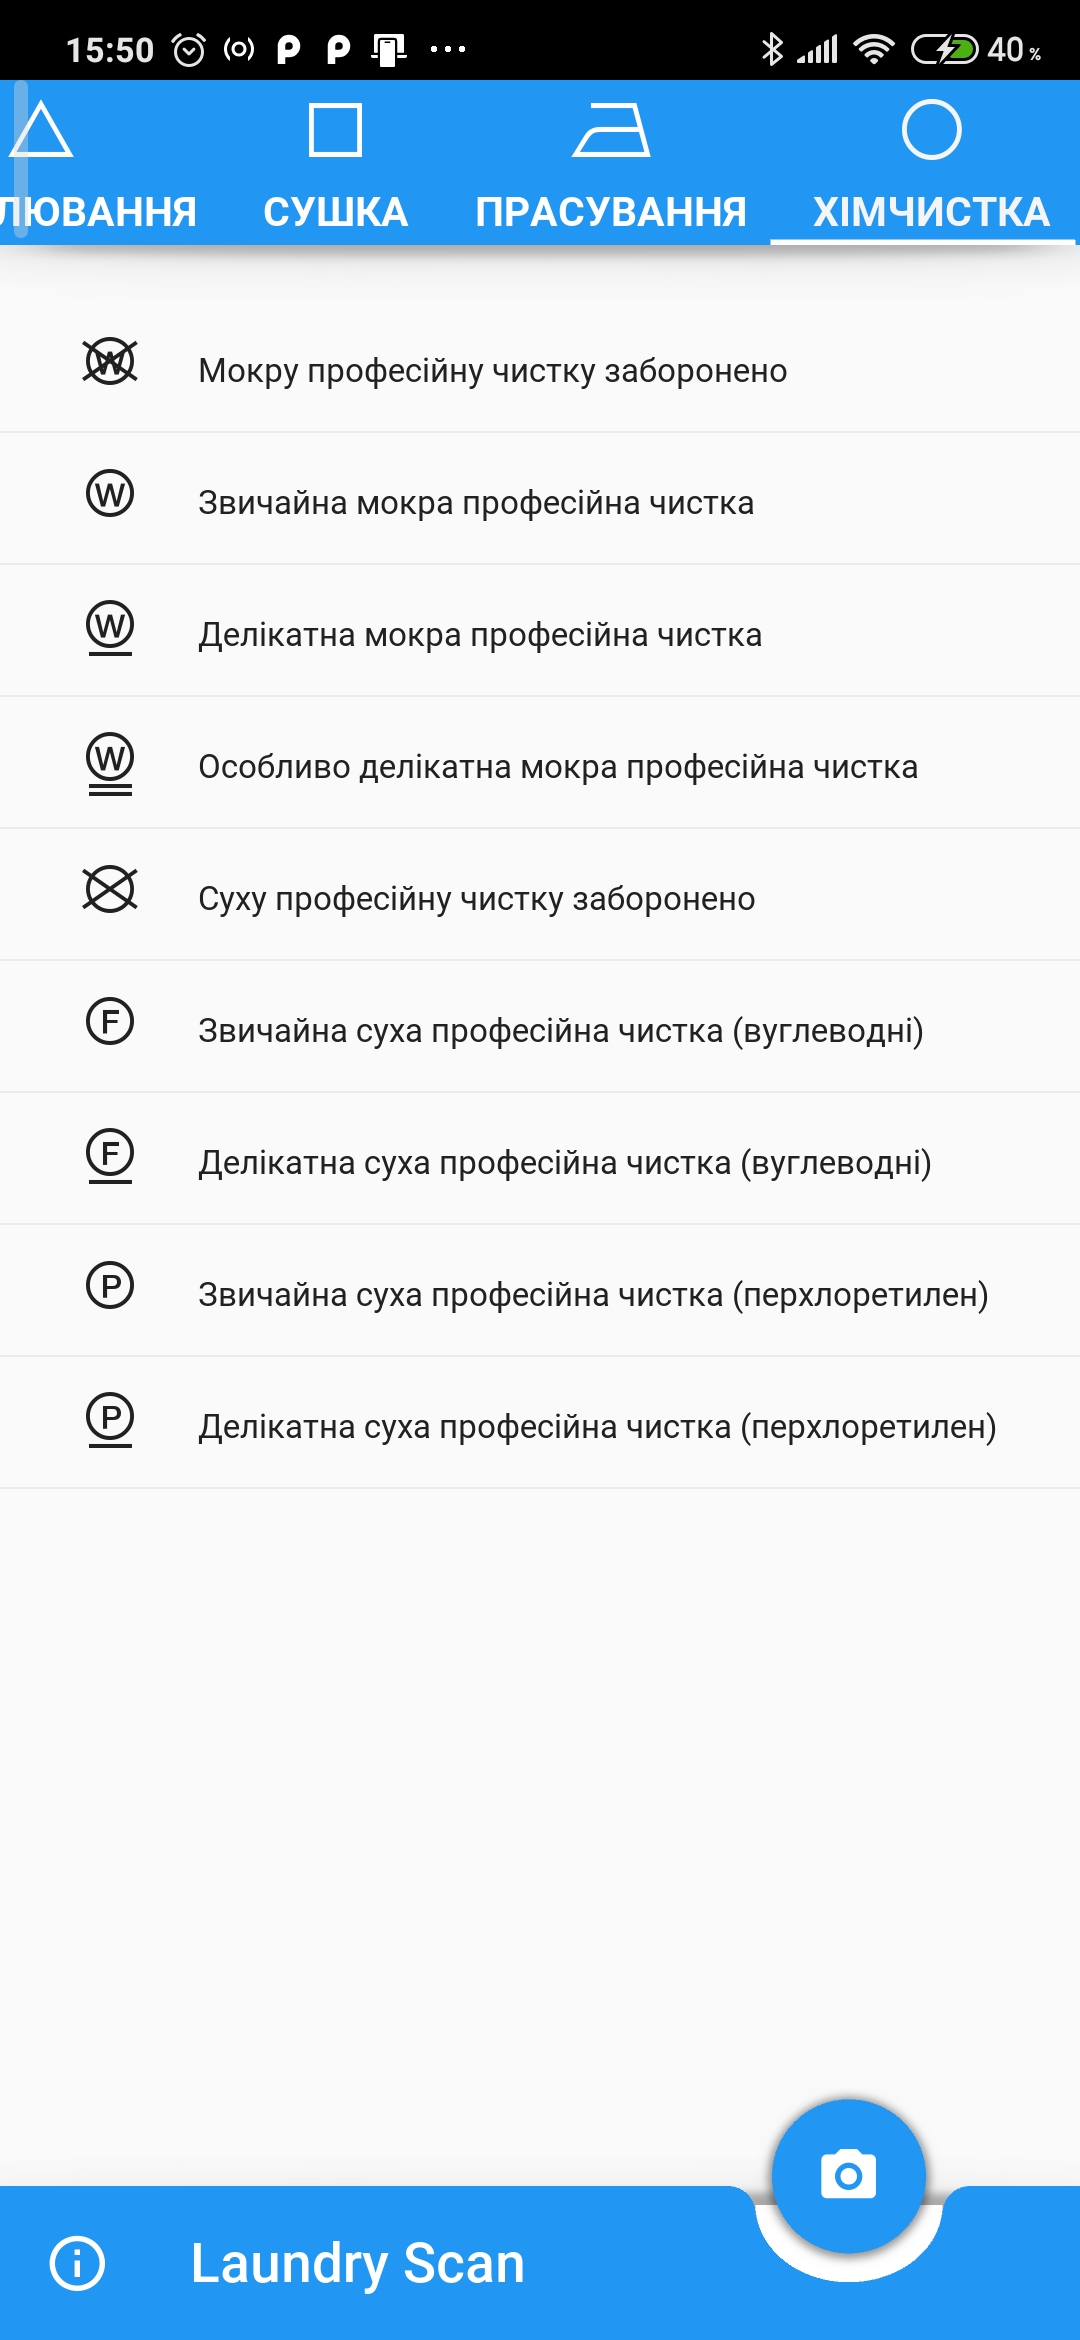 15:50 40 %
ЛЮВАННЯ СУШКА ПРАСУВАННЯ ХІМЧИСТКА
W Мокру професійну чистку заборонено
W Звичайна мокра професійна чистка
W Делікатна мокра професійна чистка
W Особливо делікатна мокра професійна чистка
Суху професійну чистку заборонено
F Звичайна суха професійна чистка (вуглеводні)
F Делікатна суха професійна чистка (вуглеводні)
P Звичайна суха професійна чистка (перхлоретилен)
P Делікатна суха професійна чистка (перхлоретилен)
Laundry Scan